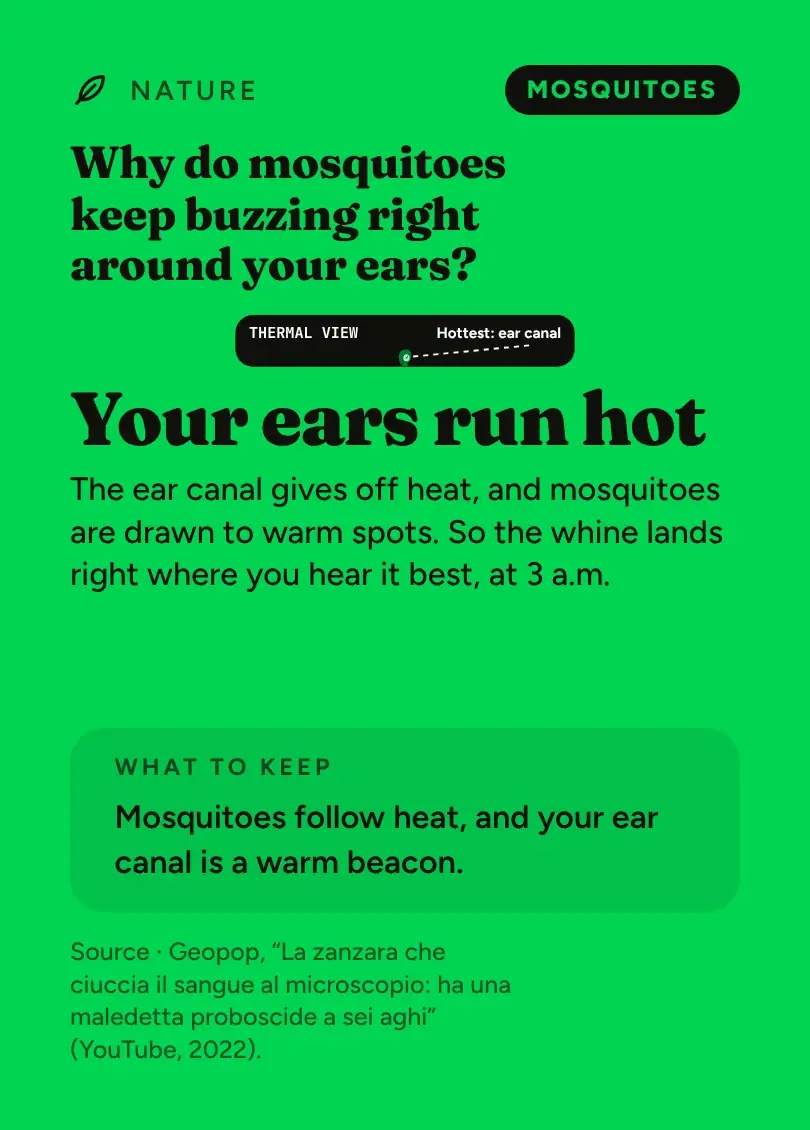 NATURE
MOSQUITOES
Why do mosquitoes
keep buzzing right
around your ears?
THERMAL VIEW
Hottest: ear canal
Your ears run hot
The ear canal gives off heat, and mosquitoes
are drawn to warm spots. So the whine lands
right where you hear it best, at 3 a.m.
WHAT TO KEEP
Mosquitoes follow heat, and your ear
canal is a warm beacon.
Source · Geopop, “La zanzara che
ciuccia il sangue al microscopio: ha una
maledetta proboscide a sei aghi”
(YouTube, 2022).